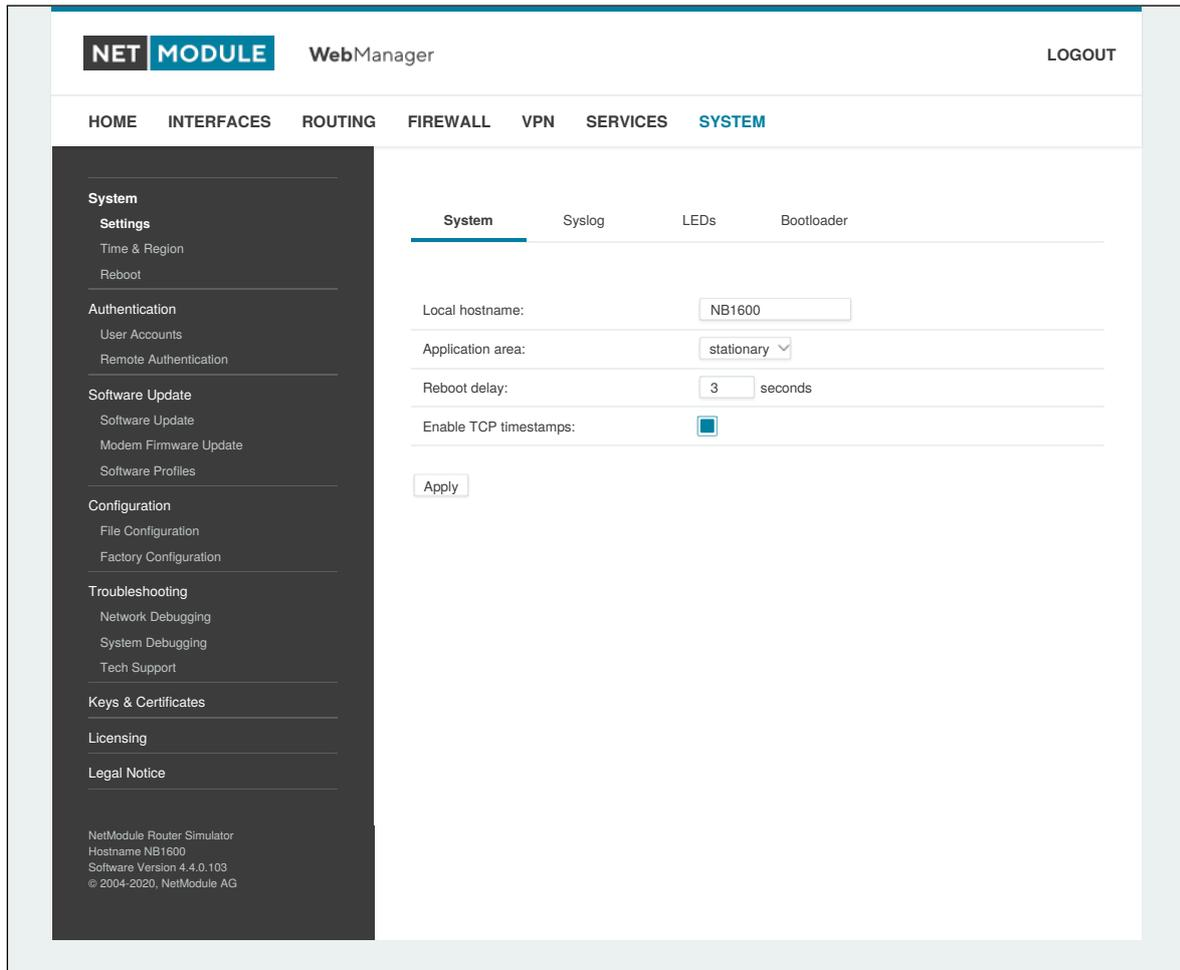 NET MODULE WebManager LOGOUT
HOME INTERFACES ROUTING FIREWALL VPN SERVICES SYSTEM
System
Settings
Time & Region
Reboot
Authentication
User Accounts
Remote Authentication
Software Update
Software Update
Modem Firmware Update
Software Profiles
Configuration
File Configuration
Factory Configuration
Troubleshooting
Network Debugging
System Debugging
Tech Support
Keys & Certificates
Licensing
Legal Notice
NetModule Router Simulator
Hostname NB1600
Software Version 4.4.0.103
© 2004-2020, NetModule AG
System Syslog LEDs Bootloader
Local hostname: NB1600
Application area: stationary
Reboot delay: 3 seconds
Enable TCP timestamps:
Apply